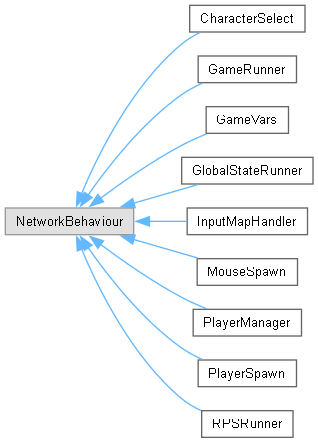 CharacterSelect
GameRunner
GameVars
GlobalStateRunner
NetworkBehaviour
InputMapHandler
MouseSpawn
PlayerManager
PlayerSpawn
RPSRunner